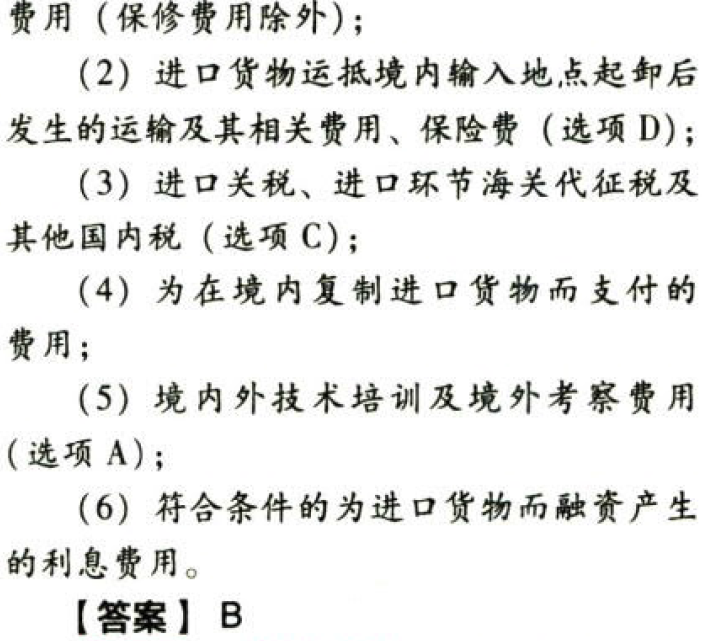 费用（保修费用除外）；
（2）进口货物运抵境内输入地点起卸后
发生的运输及其相关费用、保险费（选项 D）；
（3）进口关税、进口环节海关代征税及
其他国内税（选项 C）；
（4）为在境内复制进口货物而支付的
费用；
（5）境内外技术培训及境外考察费用
（选项 A）；
（6）符合条件的为进口货物而融资产生
的利息费用。
【答案】 B